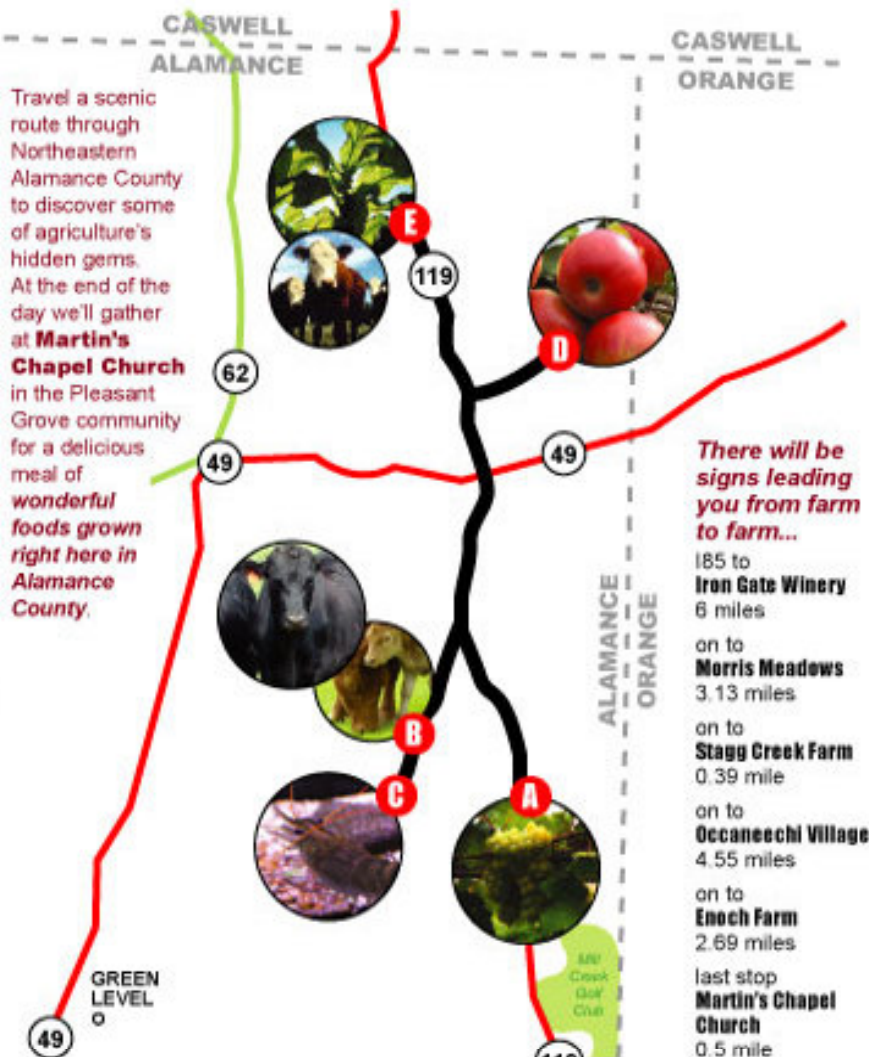 CASWELL
ALAMANCE
CASWELL
ORANGE
Travel a scenic
route through
Northeastern
Alamance County
to discover some
of agriculture's
hidden gems.
At the end of the
day we'll gather
at Martin's
Chapel Church
in the Pleasant
Grove community
for a delicious
meal of
wonderful
foods grown
right here in
Alamance
County.
E
119
D
62
49
49
B
C
A
ALAMANCE
ORANGE
GREEN
LEVEL
49
Mill
Creek
Golf
Club
119
There will be
signs leading
you from farm
to farm...
I85 to
Iron Gate Winery
6 miles
on to
Morris Meadows
3.13 miles
on to
Stagg Creek Farm
0.39 mile
on to
Occaneechi Village
4.55 miles
on to
Enoch Farm
2.69 miles
last stop
Martin's Chapel
Church
0.5 mile